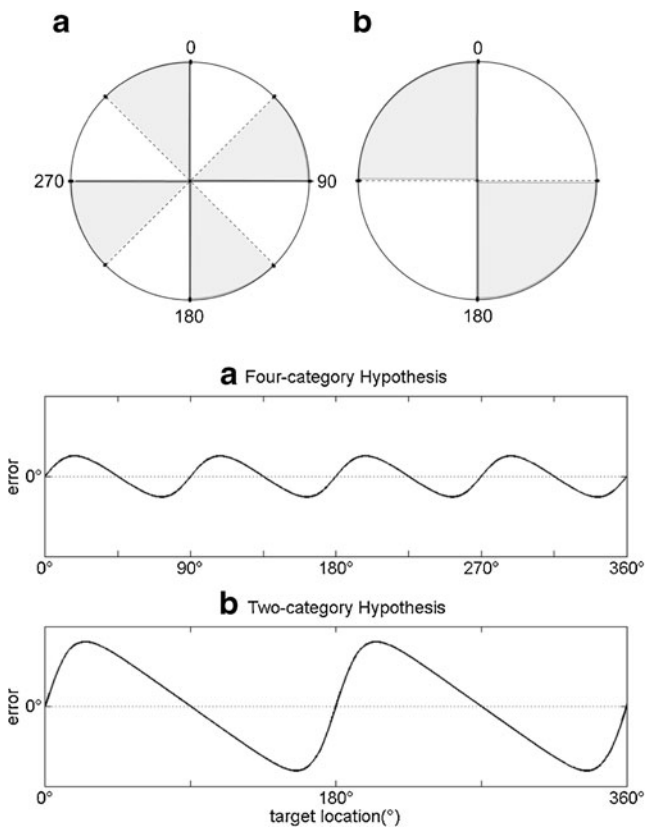 a b
0 0
270 90
180 180
a Four-category Hypothesis
error
0°
0° 90° 180° 270° 360°
b Two-category Hypothesis
error
0°
0° 180° 360°
target location(°)